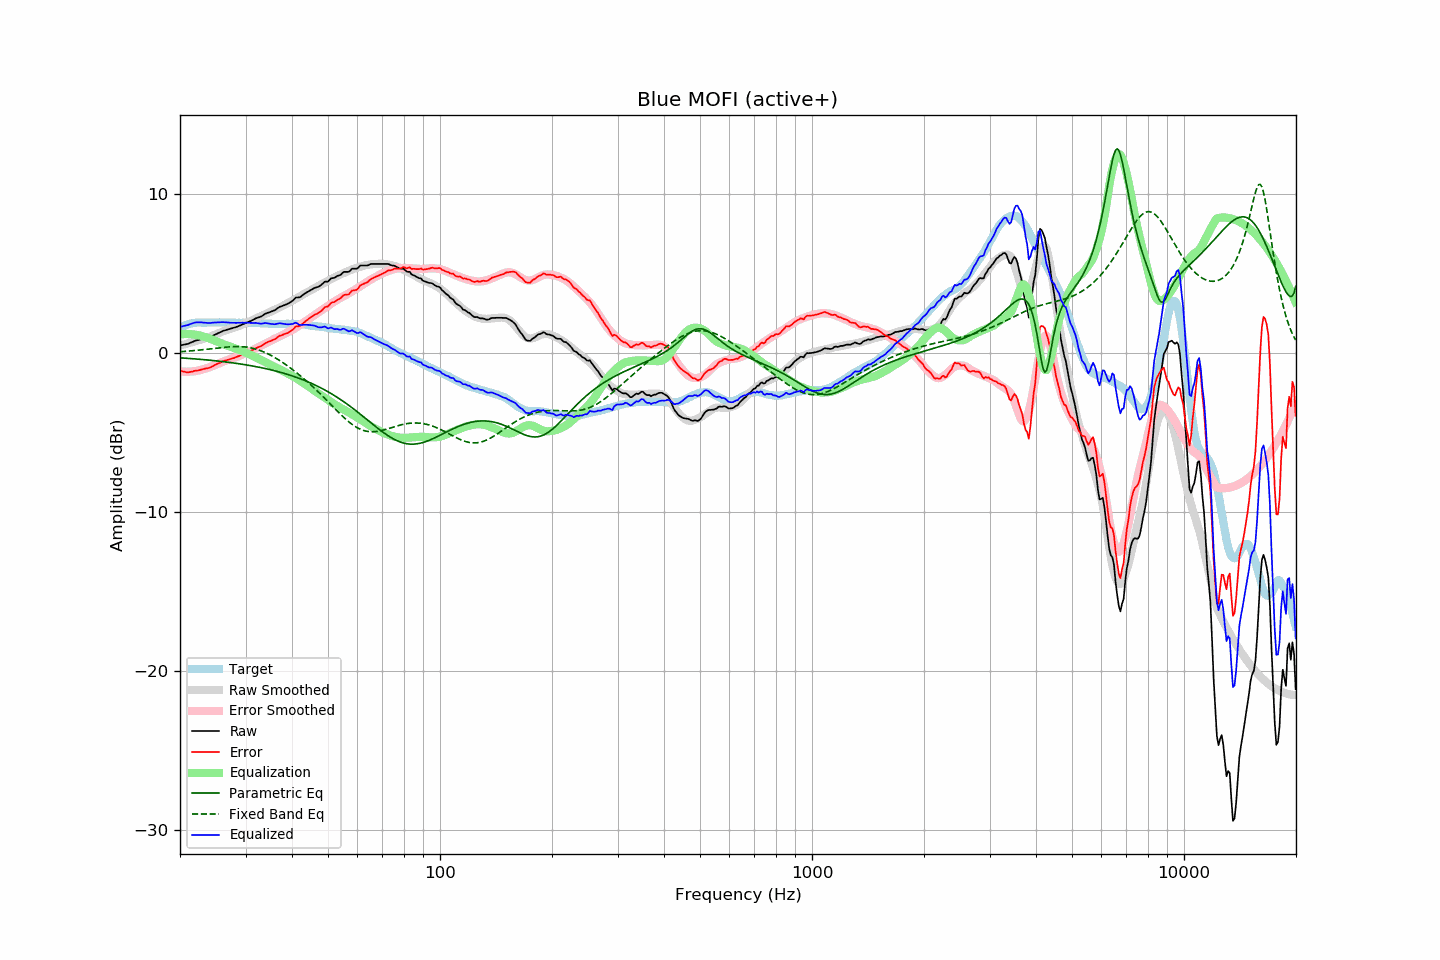 Blue MOFI (active+)
Amplitude (dBr)
10
0
−10
−20
−30
Target
Raw Smoothed
Error Smoothed
Raw
Error
Equalization
Parametric Eq
Fixed Band Eq
Equalized
100
1000
10000
Frequency (Hz)